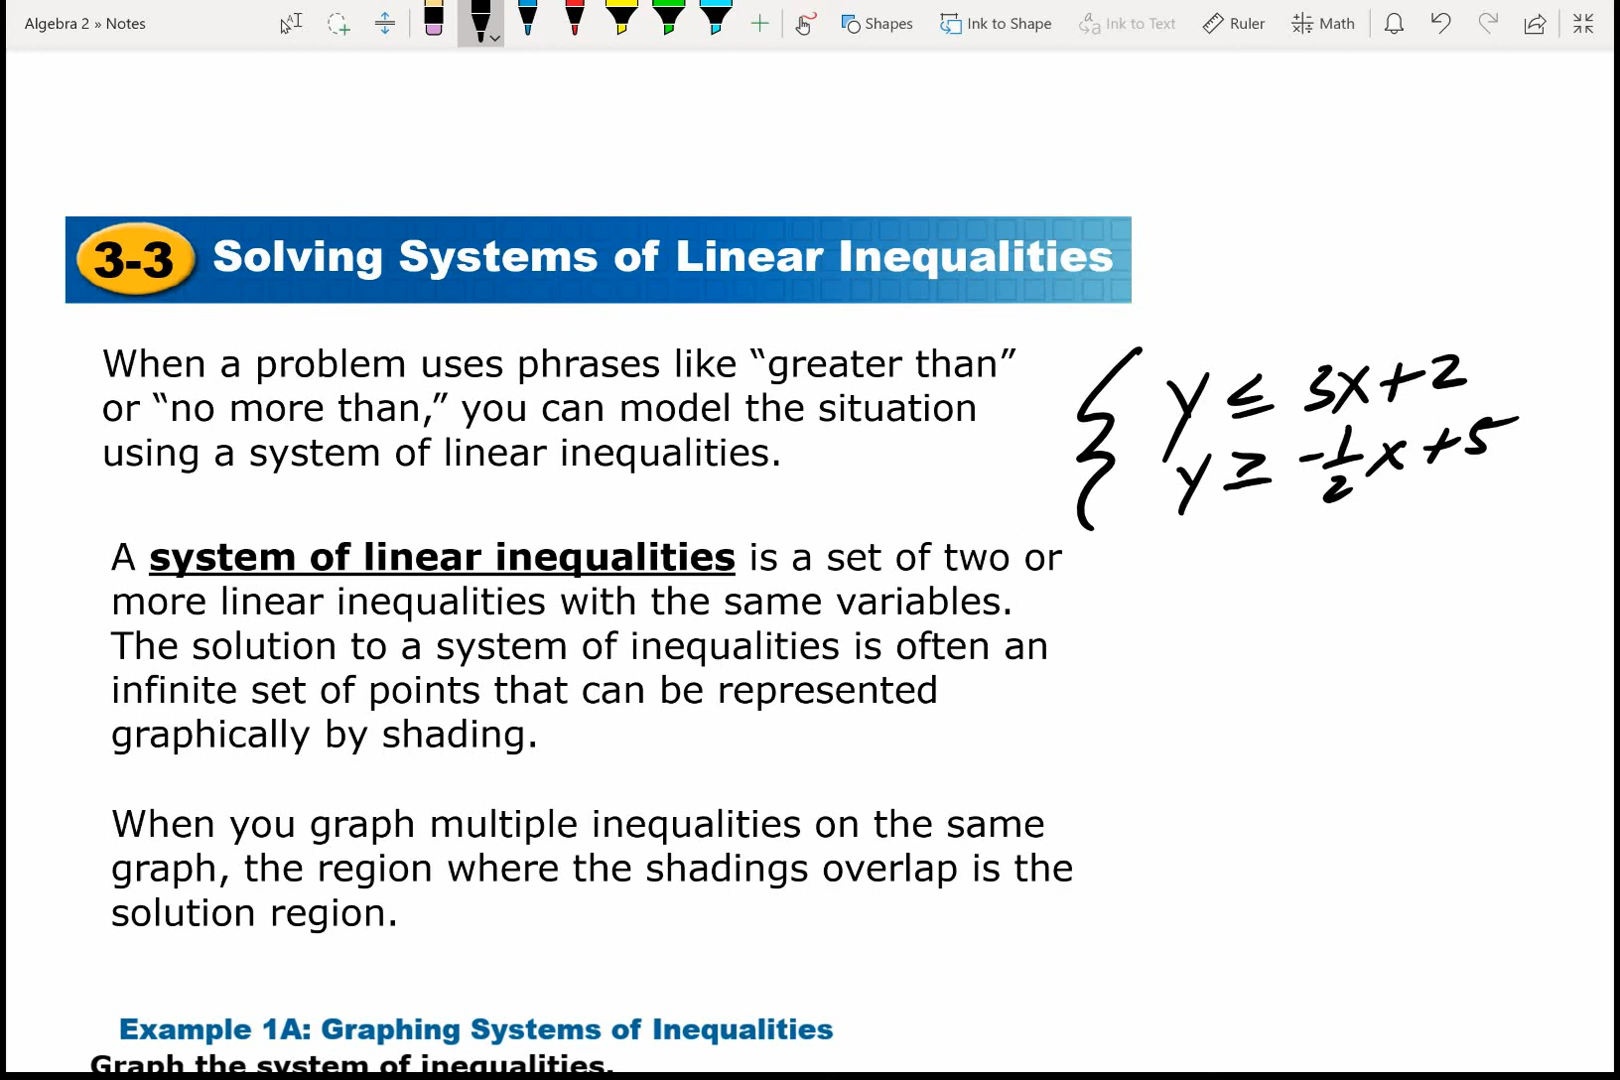 Algebra 2 » Notes
Shapes
Ink to Shape
Ink to Text
Ruler
Math
3-3 Solving Systems of Linear Inequalities
When a problem uses phrases like “greater than”
or “no more than,” you can model the situation
using a system of linear inequalities.
y ≤ 3x+2
y ≥ -1/2x+5
A system of linear inequalities is a set of two or
more linear inequalities with the same variables.
The solution to a system of inequalities is often an
infinite set of points that can be represented
graphically by shading.
When you graph multiple inequalities on the same
graph, the region where the shadings overlap is the
solution region.
Example 1A: Graphing Systems of Inequalities
Graph the system of inequalities.